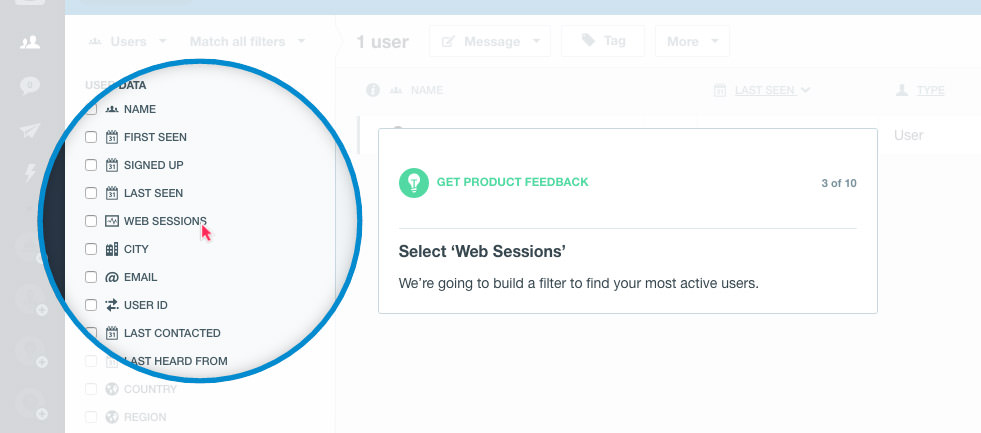 Users
Match all filters
1 user
Message
Tag
More
USER DATA
NAME
FIRST SEEN
SIGNED UP
LAST SEEN
WEB SESSIONS
CITY
EMAIL
USER ID
LAST CONTACTED
LAST HEARD FROM
COUNTRY
REGION
NAME
LAST SEEN
TYPE
User
GET PRODUCT FEEDBACK
3 of 10
Select ‘Web Sessions’
We’re going to build a filter to find your most active users.